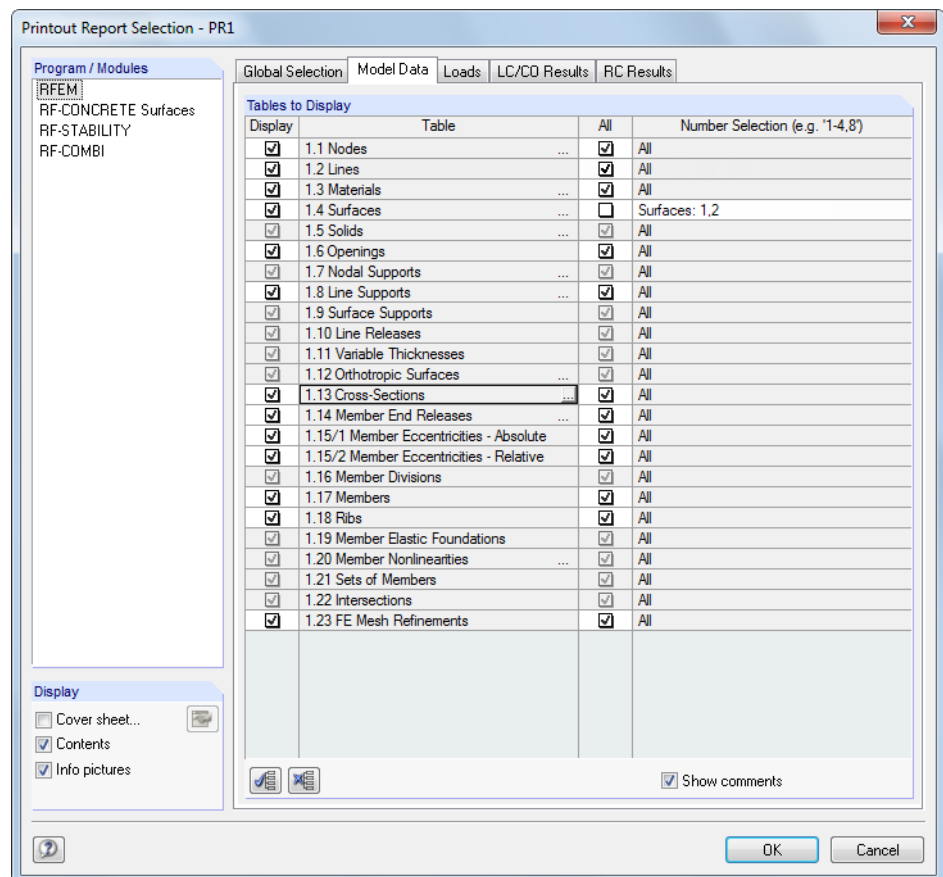 Printout Report Selection - PR1
Program / Modules
RFEM
RF-CONCRETE Surfaces
RF-STABILITY
RF-COMBI
Global Selection Model Data Loads LC/CO Results RC Results
Tables to Display
Display Table All Number Selection (e.g. '1-4,8')
1.1 Nodes ... All
1.2 Lines All
1.3 Materials ... All
1.4 Surfaces ... Surfaces: 1,2
1.5 Solids ... All
1.6 Openings All
1.7 Nodal Supports ... All
1.8 Line Supports ... All
1.9 Surface Supports All
1.10 Line Releases All
1.11 Variable Thicknesses All
1.12 Orthotropic Surfaces ... All
1.13 Cross-Sections ... All
1.14 Member End Releases ... All
1.15/1 Member Eccentricities - Absolute All
1.15/2 Member Eccentricities - Relative All
1.16 Member Divisions All
1.17 Members All
1.18 Ribs All
1.19 Member Elastic Foundations All
1.20 Member Nonlinearities ... All
1.21 Sets of Members All
1.22 Intersections All
1.23 FE Mesh Refinements All
Display
Cover sheet...
Contents
Info pictures
Show comments
OK Cancel